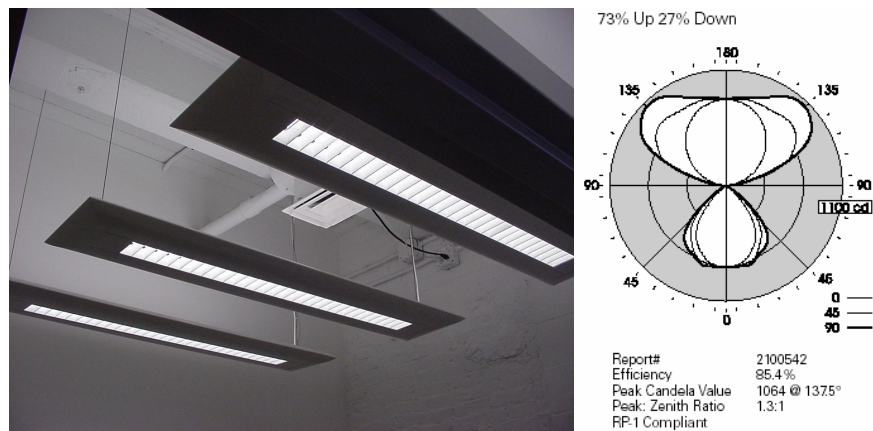 73% Up 27% Down
180
135 135
90 90
1100 cd
45 45
0
0
45
90
Report# 2100542
Efficiency 85.4%
Peak Candela Value 1064 @ 137.5°
Peak: Zenith Ratio 1.3:1
RP-1 Compliant